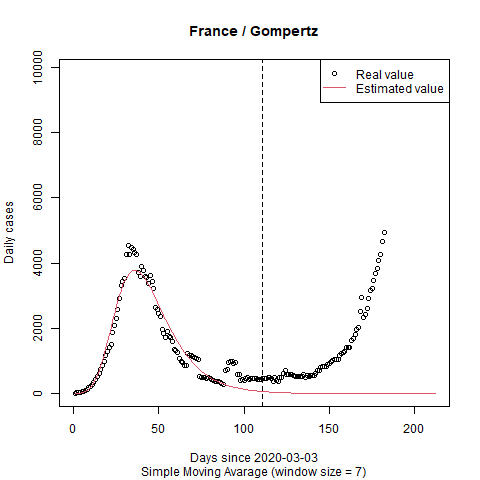 France / Gompertz
Real value
Estimated value
Daily cases
10000
8000
6000
4000
2000
0
0 50 100 150 200
Days since 2020-03-03
Simple Moving Avarage (window size = 7)